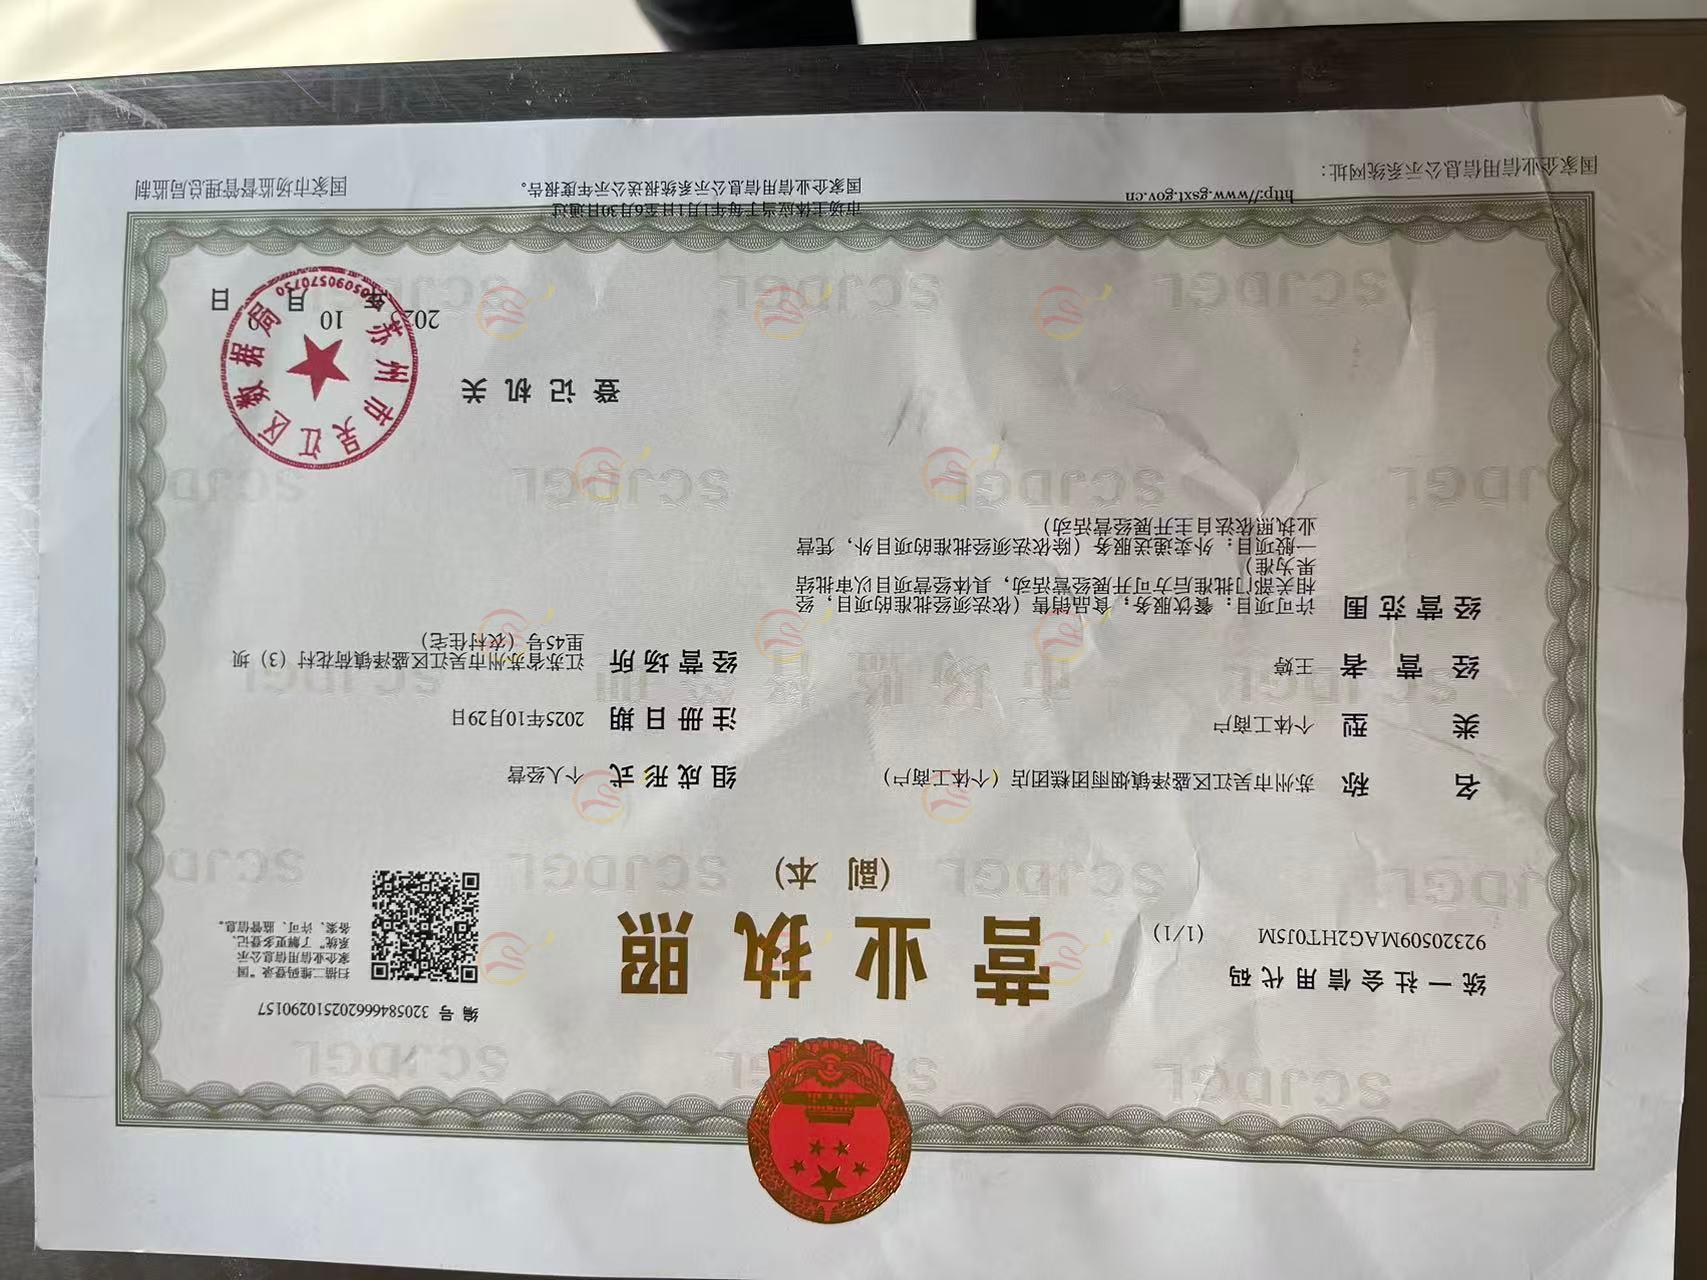 编号 320584666202510290157
统一社会信用代码
92320509MAG2HT0J5M (1/1)
营业执照
(副 本)
扫描二维码登录“国
家企业信用信息公示
系统”了解更多登记、
备案、许可、监管信息。
名称 苏州市吴江区盛泽镇烟雨团糕团店（个体工商户）
组成形式 个人经营
类型 个体工商户
注册日期 2025年10月29日
经营者 王婷
经营场所 江苏省苏州市吴江区盛泽镇荷花村（3）坝
里45号（农村住宅）
经营范围 许可项目：餐饮服务；食品销售（依法须经批准的项目，经
相关部门批准后方可开展经营活动，具体经营项目以审批结
果为准）
一般项目：外卖递送服务（除依法须经批准的项目外，凭营
业执照依法自主开展经营活动）
登记机关
苏州市吴江区数据局
3205090570750
年 10 月 日
国家企业信用信息公示系统网址：
http://www.gsxt.gov.cn
市场主体应当于每年1月1日至6月30日通过
国家企业信用信息公示系统报送公示年度报告。
国家市场监督管理总局监制
SCJDGL